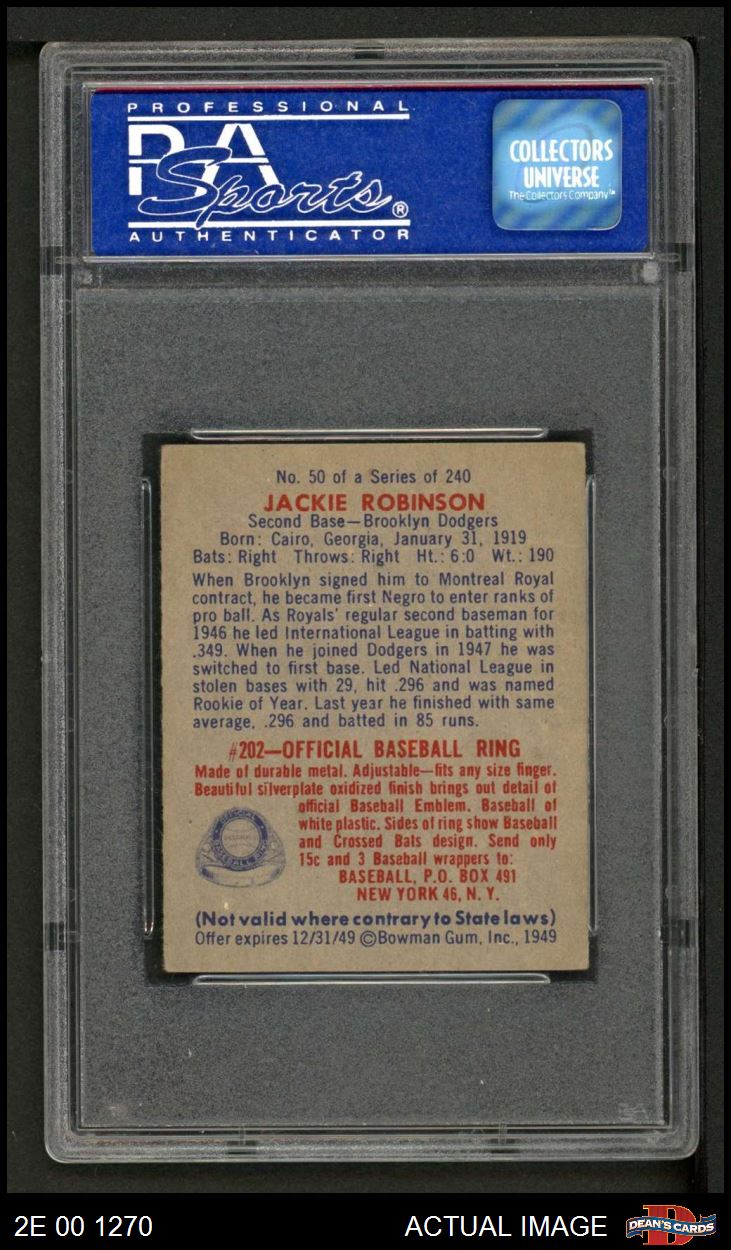 PROFESSIONAL
PSA
Sports®
AUTHENTICATOR
COLLECTORS
UNIVERSE
The Collectors Company™
No. 50 of a Series of 240
JACKIE ROBINSON
Second Base—Brooklyn Dodgers
Born: Cairo, Georgia, January 31, 1919
Bats: Right Throws: Right Ht.: 6:0 Wt.: 190
When Brooklyn signed him to Montreal Royal
contract, he became first Negro to enter ranks of
pro ball. As Royals' regular second baseman for
1946 he led International League in batting with
.349. When he joined Dodgers in 1947 he was
switched to first base. Led National League in
stolen bases with 29, hit .296 and was named
Rookie of Year. Last year he finished with same
average, .296 and batted in 85 runs.
#202—OFFICIAL BASEBALL RING
Made of durable metal. Adjustable—fits any size finger.
Beautiful silverplate oxidized finish brings out detail of
official Baseball Emblem. Baseball of
white plastic. Sides of ring show Baseball
and Crossed Bats design. Send only
15c and 3 Baseball wrappers to:
BASEBALL, P.O. BOX 491
NEW YORK 46, N. Y.
OFFICIAL
BASEBALL RING
(Not valid where contrary to State laws)
Offer expires 12/31/49 ©Bowman Gum, Inc., 1949
2E 00 1270
ACTUAL IMAGE
D
DEAN'S CARDS